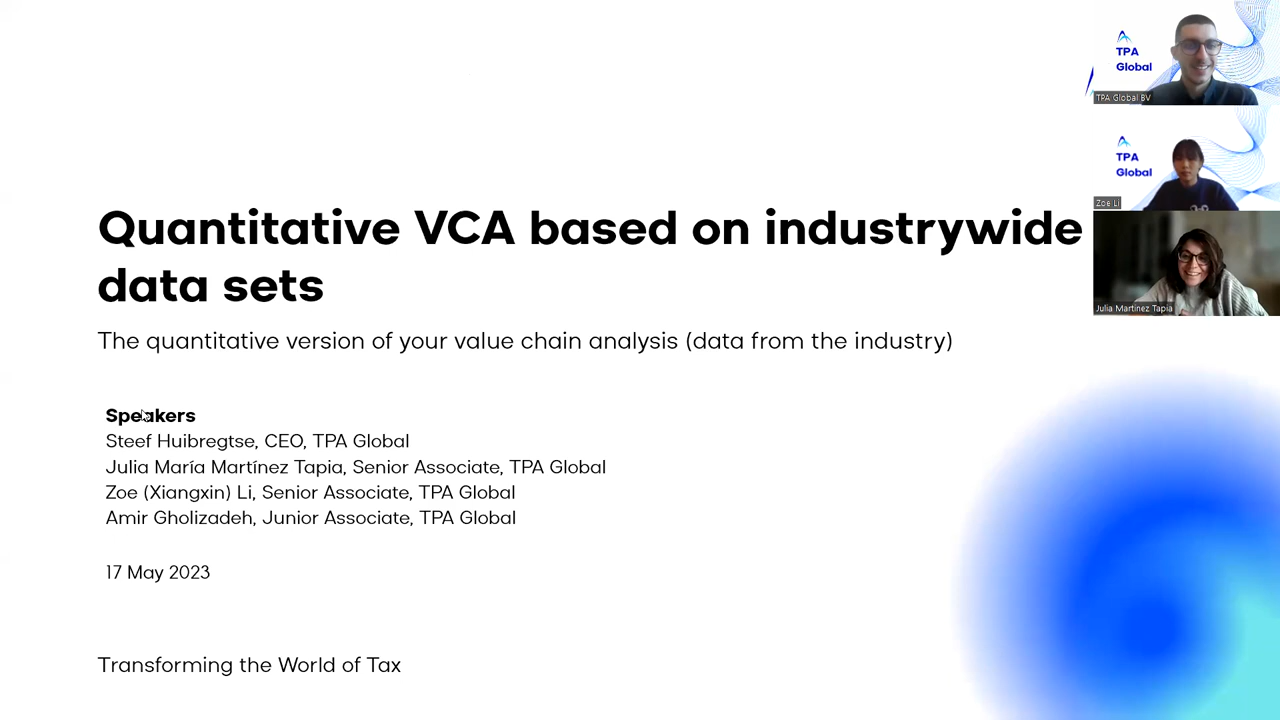 Quantitative VCA based on industrywide
data sets
The quantitative version of your value chain analysis (data from the industry)
Speakers
Steef Huibregtse, CEO, TPA Global
Julia María Martínez Tapia, Senior Associate, TPA Global
Zoe (Xiangxin) Li, Senior Associate, TPA Global
Amir Gholizadeh, Junior Associate, TPA Global
17 May 2023
Transforming the World of Tax
TPA
Global
TPA Global BV
TPA
Global
Zoe Li
Julia Martinez Tapia